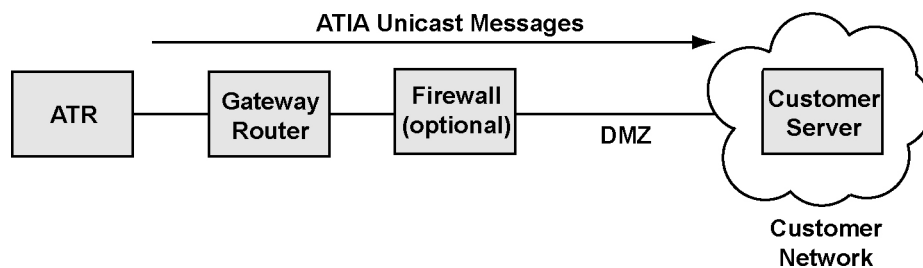 ATIA Unicast Messages
ATR
Gateway
Router
Firewall
(optional)
DMZ
Customer
Server
Customer
Network